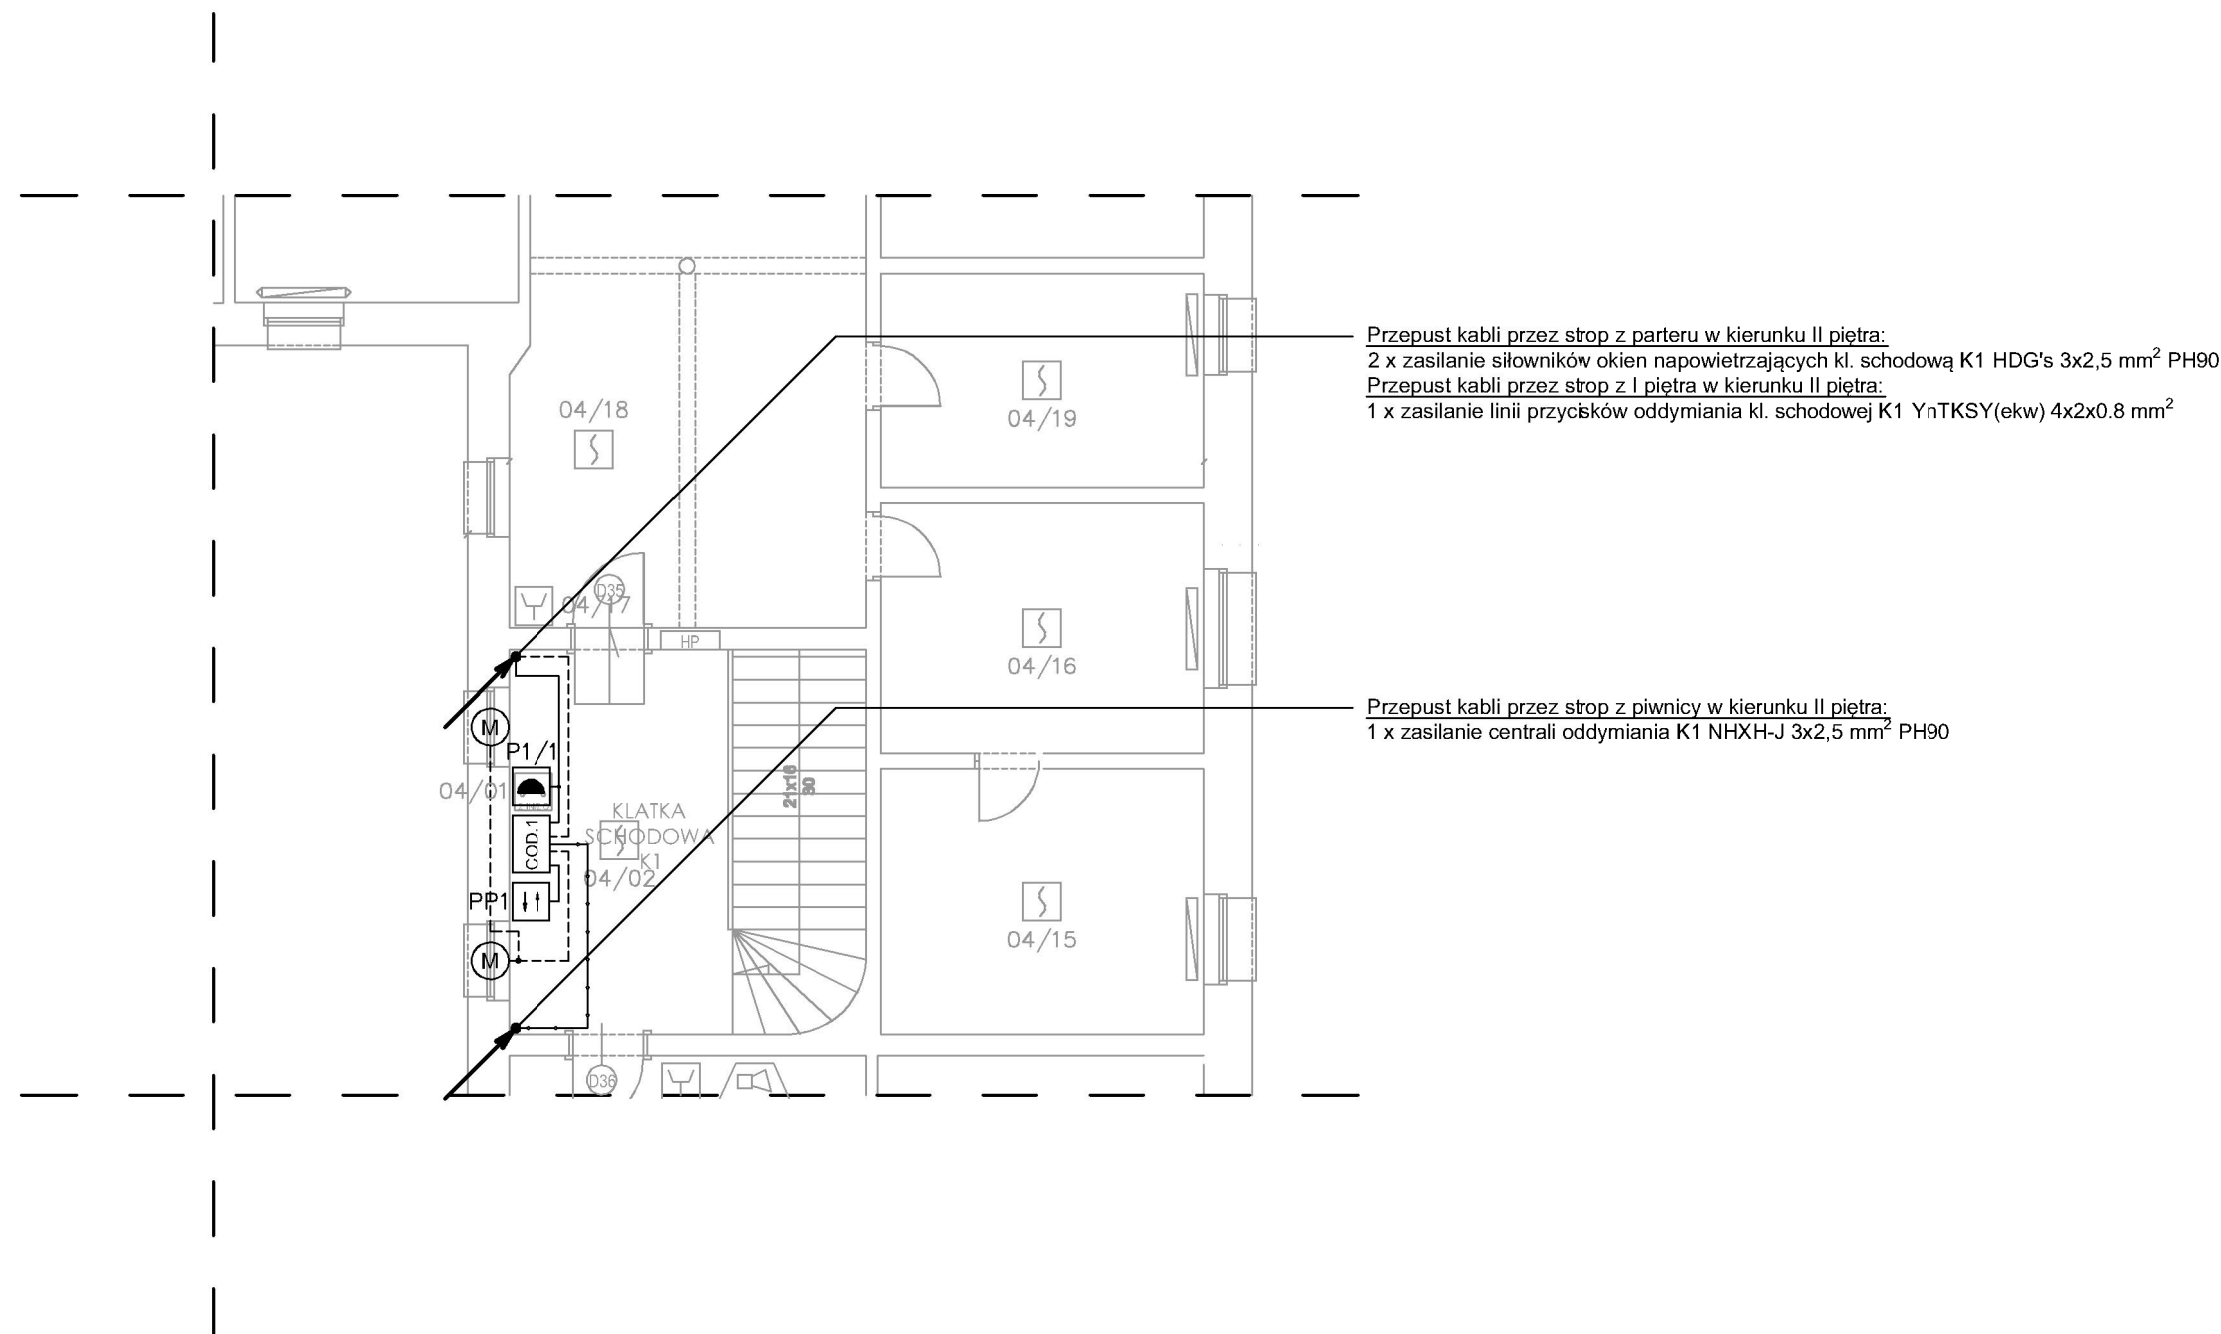 Przepust kabli przez strop z parteru w kierunku II piętra:
2 x zasilanie siłowników okien napowietrzających kl. schodową K1 HDG's 3x2,5 mm² PH90
Przepust kabli przez strop z I piętra w kierunku II piętra:
1 x zasilanie linii przycisków oddymiania kl. schodowej K1 YnTKSY(ekw) 4x2x0.8 mm²
04/18
04/19
D35
04/17
HP
04/16
Przepust kabli przez strop z piwnicy w kierunku II piętra:
1 x zasilanie centrali oddymiania K1 NHXH-J 3x2,5 mm² PH90
M
P1/1
04/01
21x16
30
KLATKA
SCHODOWA
K1
04/02
COD.1
PP1
04/15
M
D36